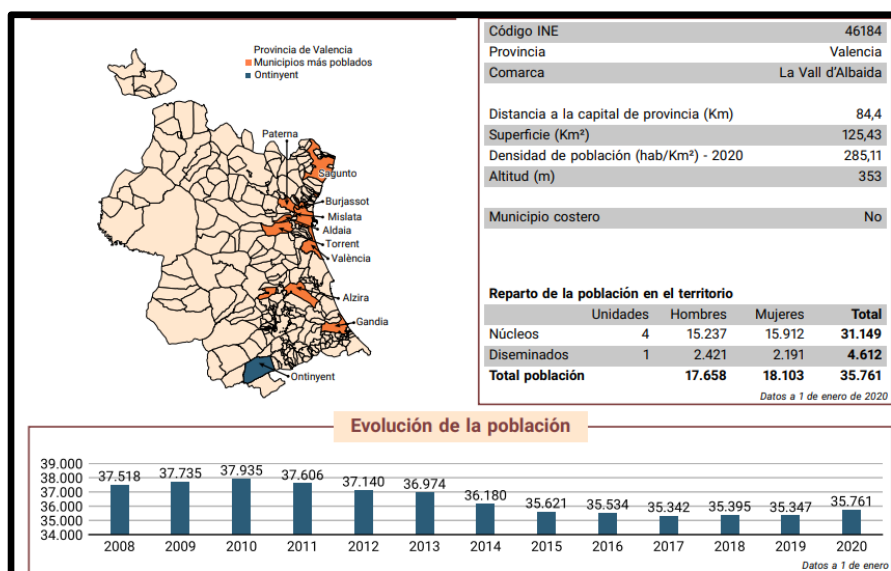 Provincia de Valencia
Municipios más poblados
Ontinyent
Paterna
Sagunto
Burjassot
Mislata
Aldaia
Torrent
València
Alzira
Gandia
Ontinyent
Código INE 46184
Provincia Valencia
Comarca La Vall d'Albaida
Distancia a la capital de provincia (Km) 84,4
Superficie (Km²) 125,43
Densidad de población (hab/Km²) - 2020 285,11
Altitud (m) 353
Municipio costero No
Reparto de la población en el territorio
Unidades Hombres Mujeres Total
Núcleos 4 15.237 15.912 31.149
Diseminados 1 2.421 2.191 4.612
Total población 17.658 18.103 35.761
Datos a 1 de enero de 2020
Evolución de la población
39.000
38.000
37.000
36.000
35.000
34.000
37.518 37.735 37.935 37.606 37.140 36.974 36.180 35.621 35.534 35.342 35.395 35.347 35.761
2008 2009 2010 2011 2012 2013 2014 2015 2016 2017 2018 2019 2020
Datos a 1 de enero